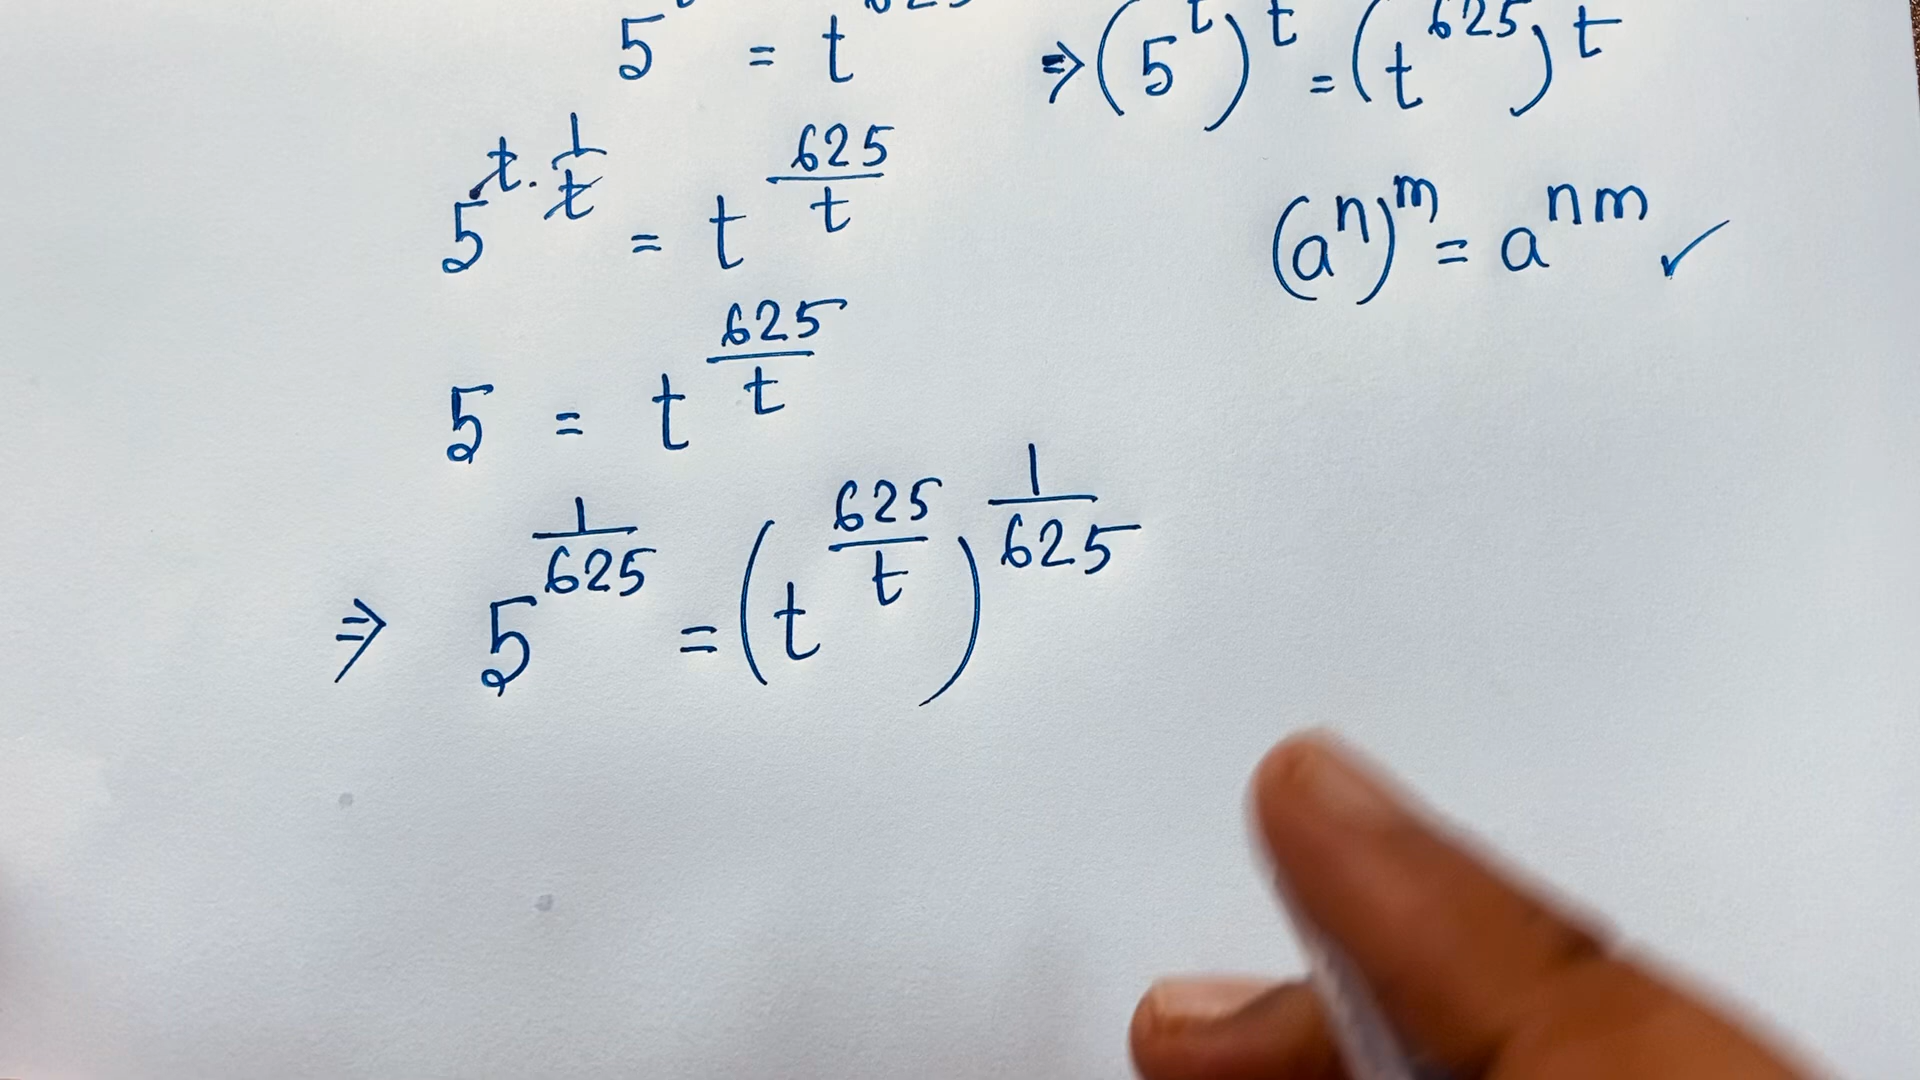 5 = t
⇒ (5^t)^t = (t^625)^t
5^(t·1/t) = t^(625/t)
(a^n)^m = a^(nm) ✓
5 = t^(625/t)
⇒ 5^(1/625) = (t^(625/t))^(1/625)